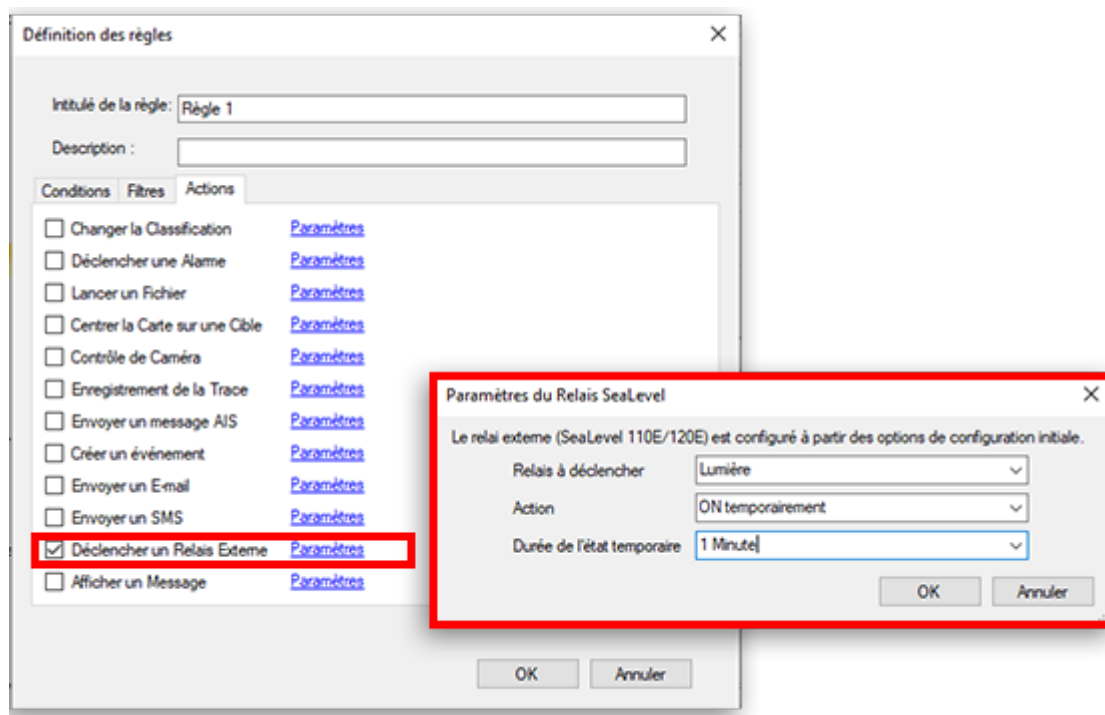 Définition des règles
Intitulé de la règle: Règle 1
Description :
Conditions Filtres Actions
Changer la Classification Paramètres
Déclencher une Alarme Paramètres
Lancer un Fichier Paramètres
Centrer la Carte sur une Cible Paramètres
Contrôle de Caméra Paramètres
Enregistrement de la Trace Paramètres
Envoyer un message AIS Paramètres
Créer un événement Paramètres
Envoyer un E-mail Paramètres
Envoyer un SMS Paramètres
Déclencher un Relais Externe Paramètres
Afficher un Message Paramètres
OK Annuler
Paramètres du Relais SeaLevel
Le relai externe (SeaLevel 110E/120E) est configuré à partir des options de configuration initiale.
Relais à déclencher Lumière
Action ON temporairement
Durée de l'état temporaire 1 Minute
OK Annuler